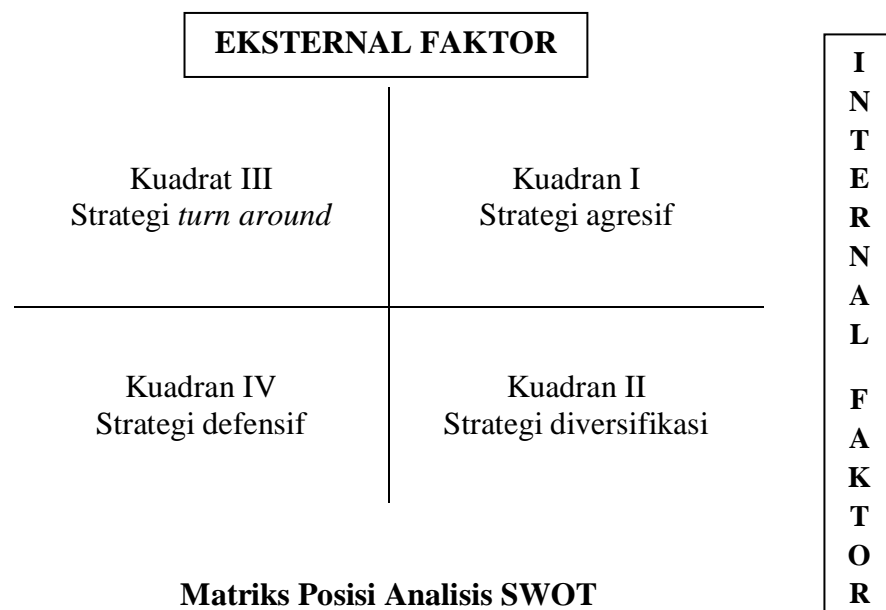 EKSTERNAL FAKTOR
Kuadrat III
Strategi turn around
Kuadran I
Strategi agresif
Kuadran IV
Strategi defensif
Kuadran II
Strategi diversifikasi
Matriks Posisi Analisis SWOT
I
N
T
E
R
N
A
L
F
A
K
T
O
R